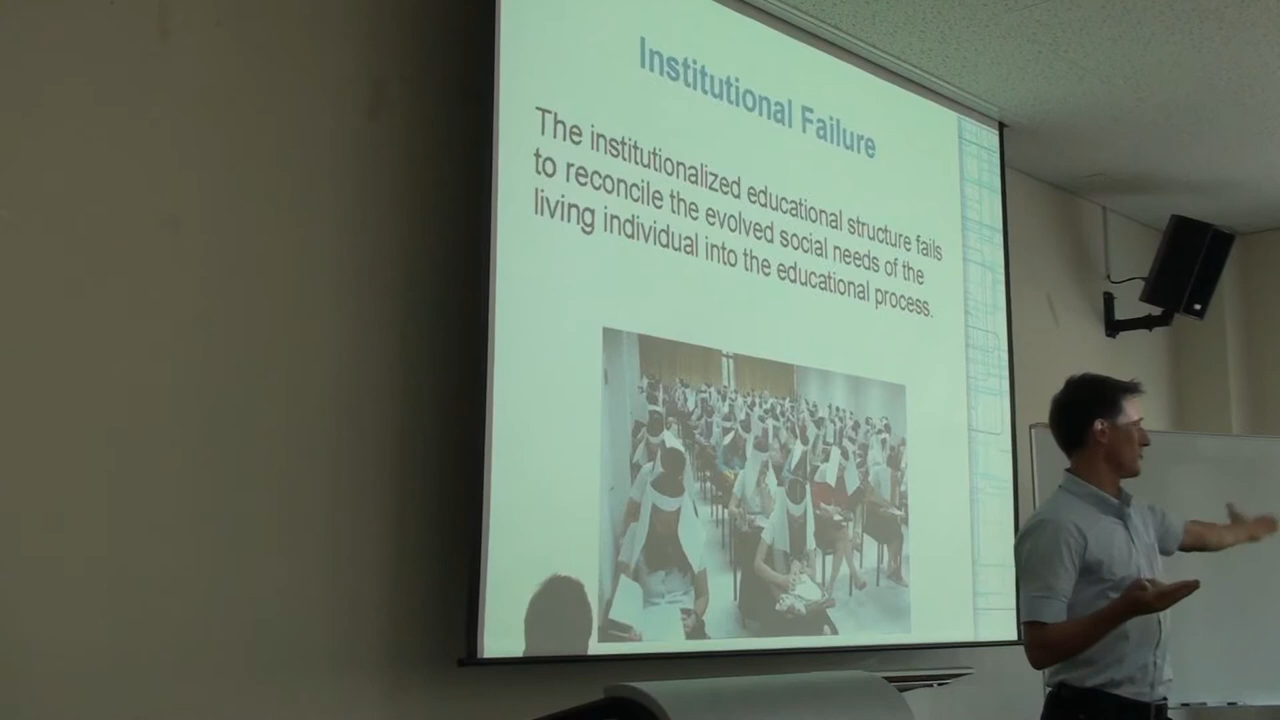 Institutional Failure
The institutionalized educational structure fails
to reconcile the evolved social needs of the
living individual into the educational process.